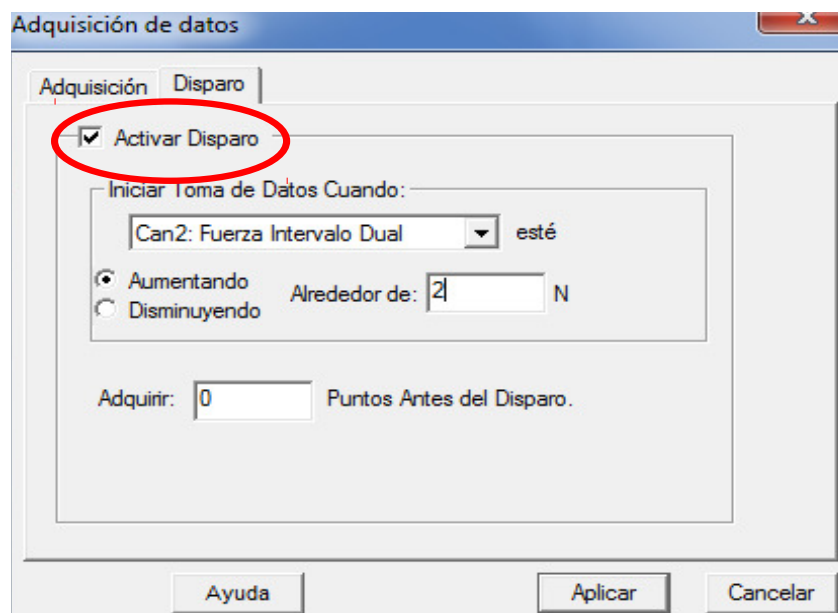 Adquisición de datos
Adquisición Disparo
Activar Disparo
Iniciar Toma de Datos Cuando:
Can2: Fuerza Intervalo Dual esté
Aumentando
Alrededor de: 2 N
Disminuyendo
Adquirir: 0 Puntos Antes del Disparo.
Ayuda Aplicar Cancelar